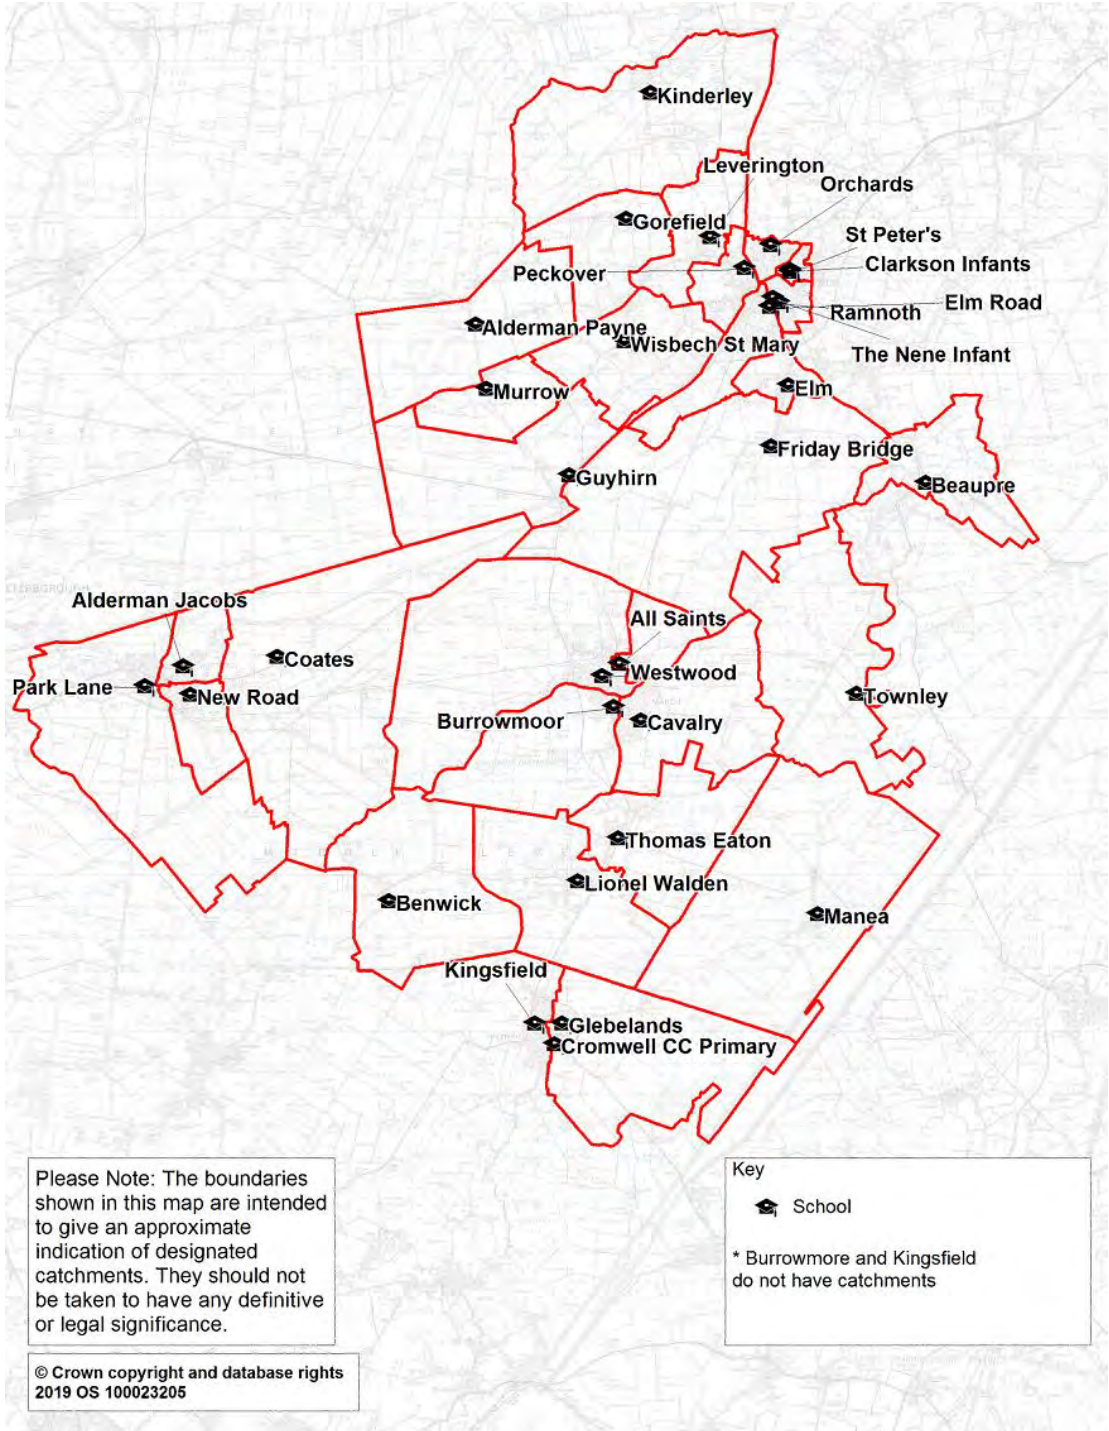 Kinderley
Leverington
Orchards
Gorefield
St Peter's
Peckover
Clarkson Infants
Elm Road
Ramnoth
Alderman Payne
Wisbech St Mary
The Nene Infant
Murrow
Elm
Friday Bridge
Guyhirn
Beaupre
Alderman Jacobs
All Saints
Coates
Westwood
Park Lane
New Road
Townley
Burrowmoor
Cavalry
Thomas Eaton
Lionel Walden
Benwick
Manea
Kingsfield
Glebelands
Cromwell CC Primary
Please Note: The boundaries
shown in this map are intended
to give an approximate
indication of designated
catchments. They should not
be taken to have any definitive
or legal significance.
© Crown copyright and database rights
2019 OS 100023205
Key
School
* Burrowmore and Kingsfield
do not have catchments